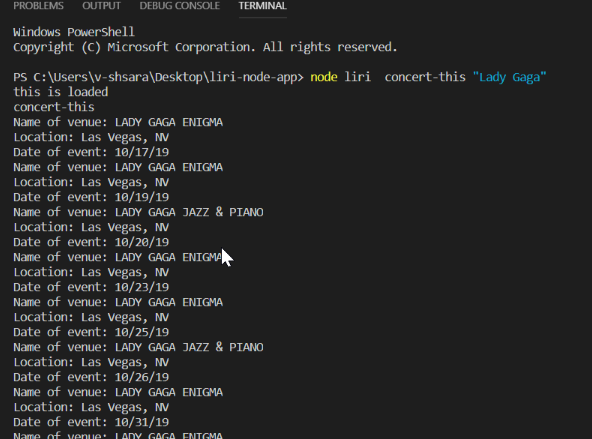 PROBLEMS OUTPUT DEBUG CONSOLE TERMINAL
Windows PowerShell
Copyright (C) Microsoft Corporation. All rights reserved.
PS C:\Users\v-shsara\Desktop\liri-node-app> node liri  concert-this "Lady Gaga"
this is loaded
concert-this
Name of venue: LADY GAGA ENIGMA
Location: Las Vegas, NV
Date of event: 10/17/19
Name of venue: LADY GAGA ENIGMA
Location: Las Vegas, NV
Date of event: 10/19/19
Name of venue: LADY GAGA JAZZ & PIANO
Location: Las Vegas, NV
Date of event: 10/20/19
Name of venue: LADY GAGA ENIGMA
Location: Las Vegas, NV
Date of event: 10/23/19
Name of venue: LADY GAGA ENIGMA
Location: Las Vegas, NV
Date of event: 10/25/19
Name of venue: LADY GAGA JAZZ & PIANO
Location: Las Vegas, NV
Date of event: 10/26/19
Name of venue: LADY GAGA ENIGMA
Location: Las Vegas, NV
Date of event: 10/31/19
Name of venue: LADY GAGA ENIGMA